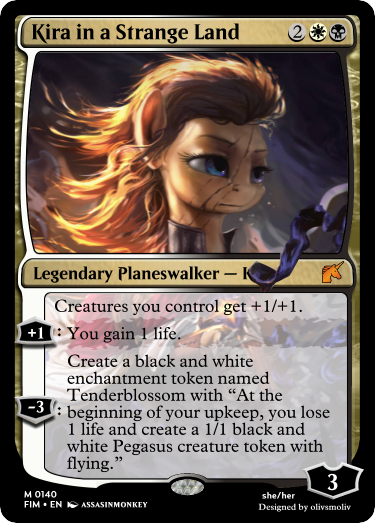 Kira in a Strange Land 2
Legendary Planeswalker —
Creatures you control get +1/+1.
+1 : You gain 1 life.
Create a black and white
enchantment token named
Tenderblossom with “At the
beginning of your upkeep, you lose
-3 : 1 life and create a 1/1 black and
white Pegasus creature token with
flying.”
3
M 0140
FIM • EN ASSASINMONKEY
she/her
Designed by olivsmoliv